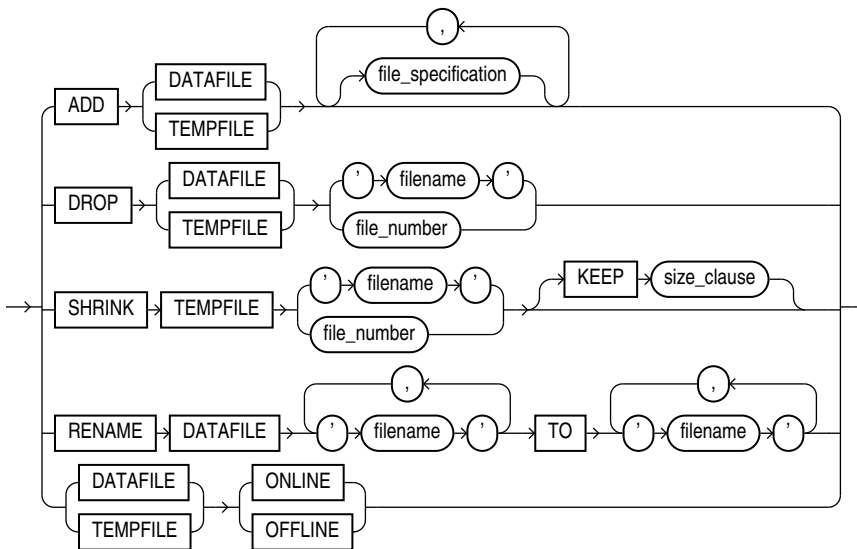 ,
DATAFILE file_specification
ADD
TEMPFILE
DATAFILE ' filename '
DROP
TEMPFILE file_number
' filename ' KEEP size_clause
SHRINK TEMPFILE
file_number
, ,
RENAME DATAFILE ' filename ' TO ' filename '
DATAFILE ONLINE
TEMPFILE OFFLINE